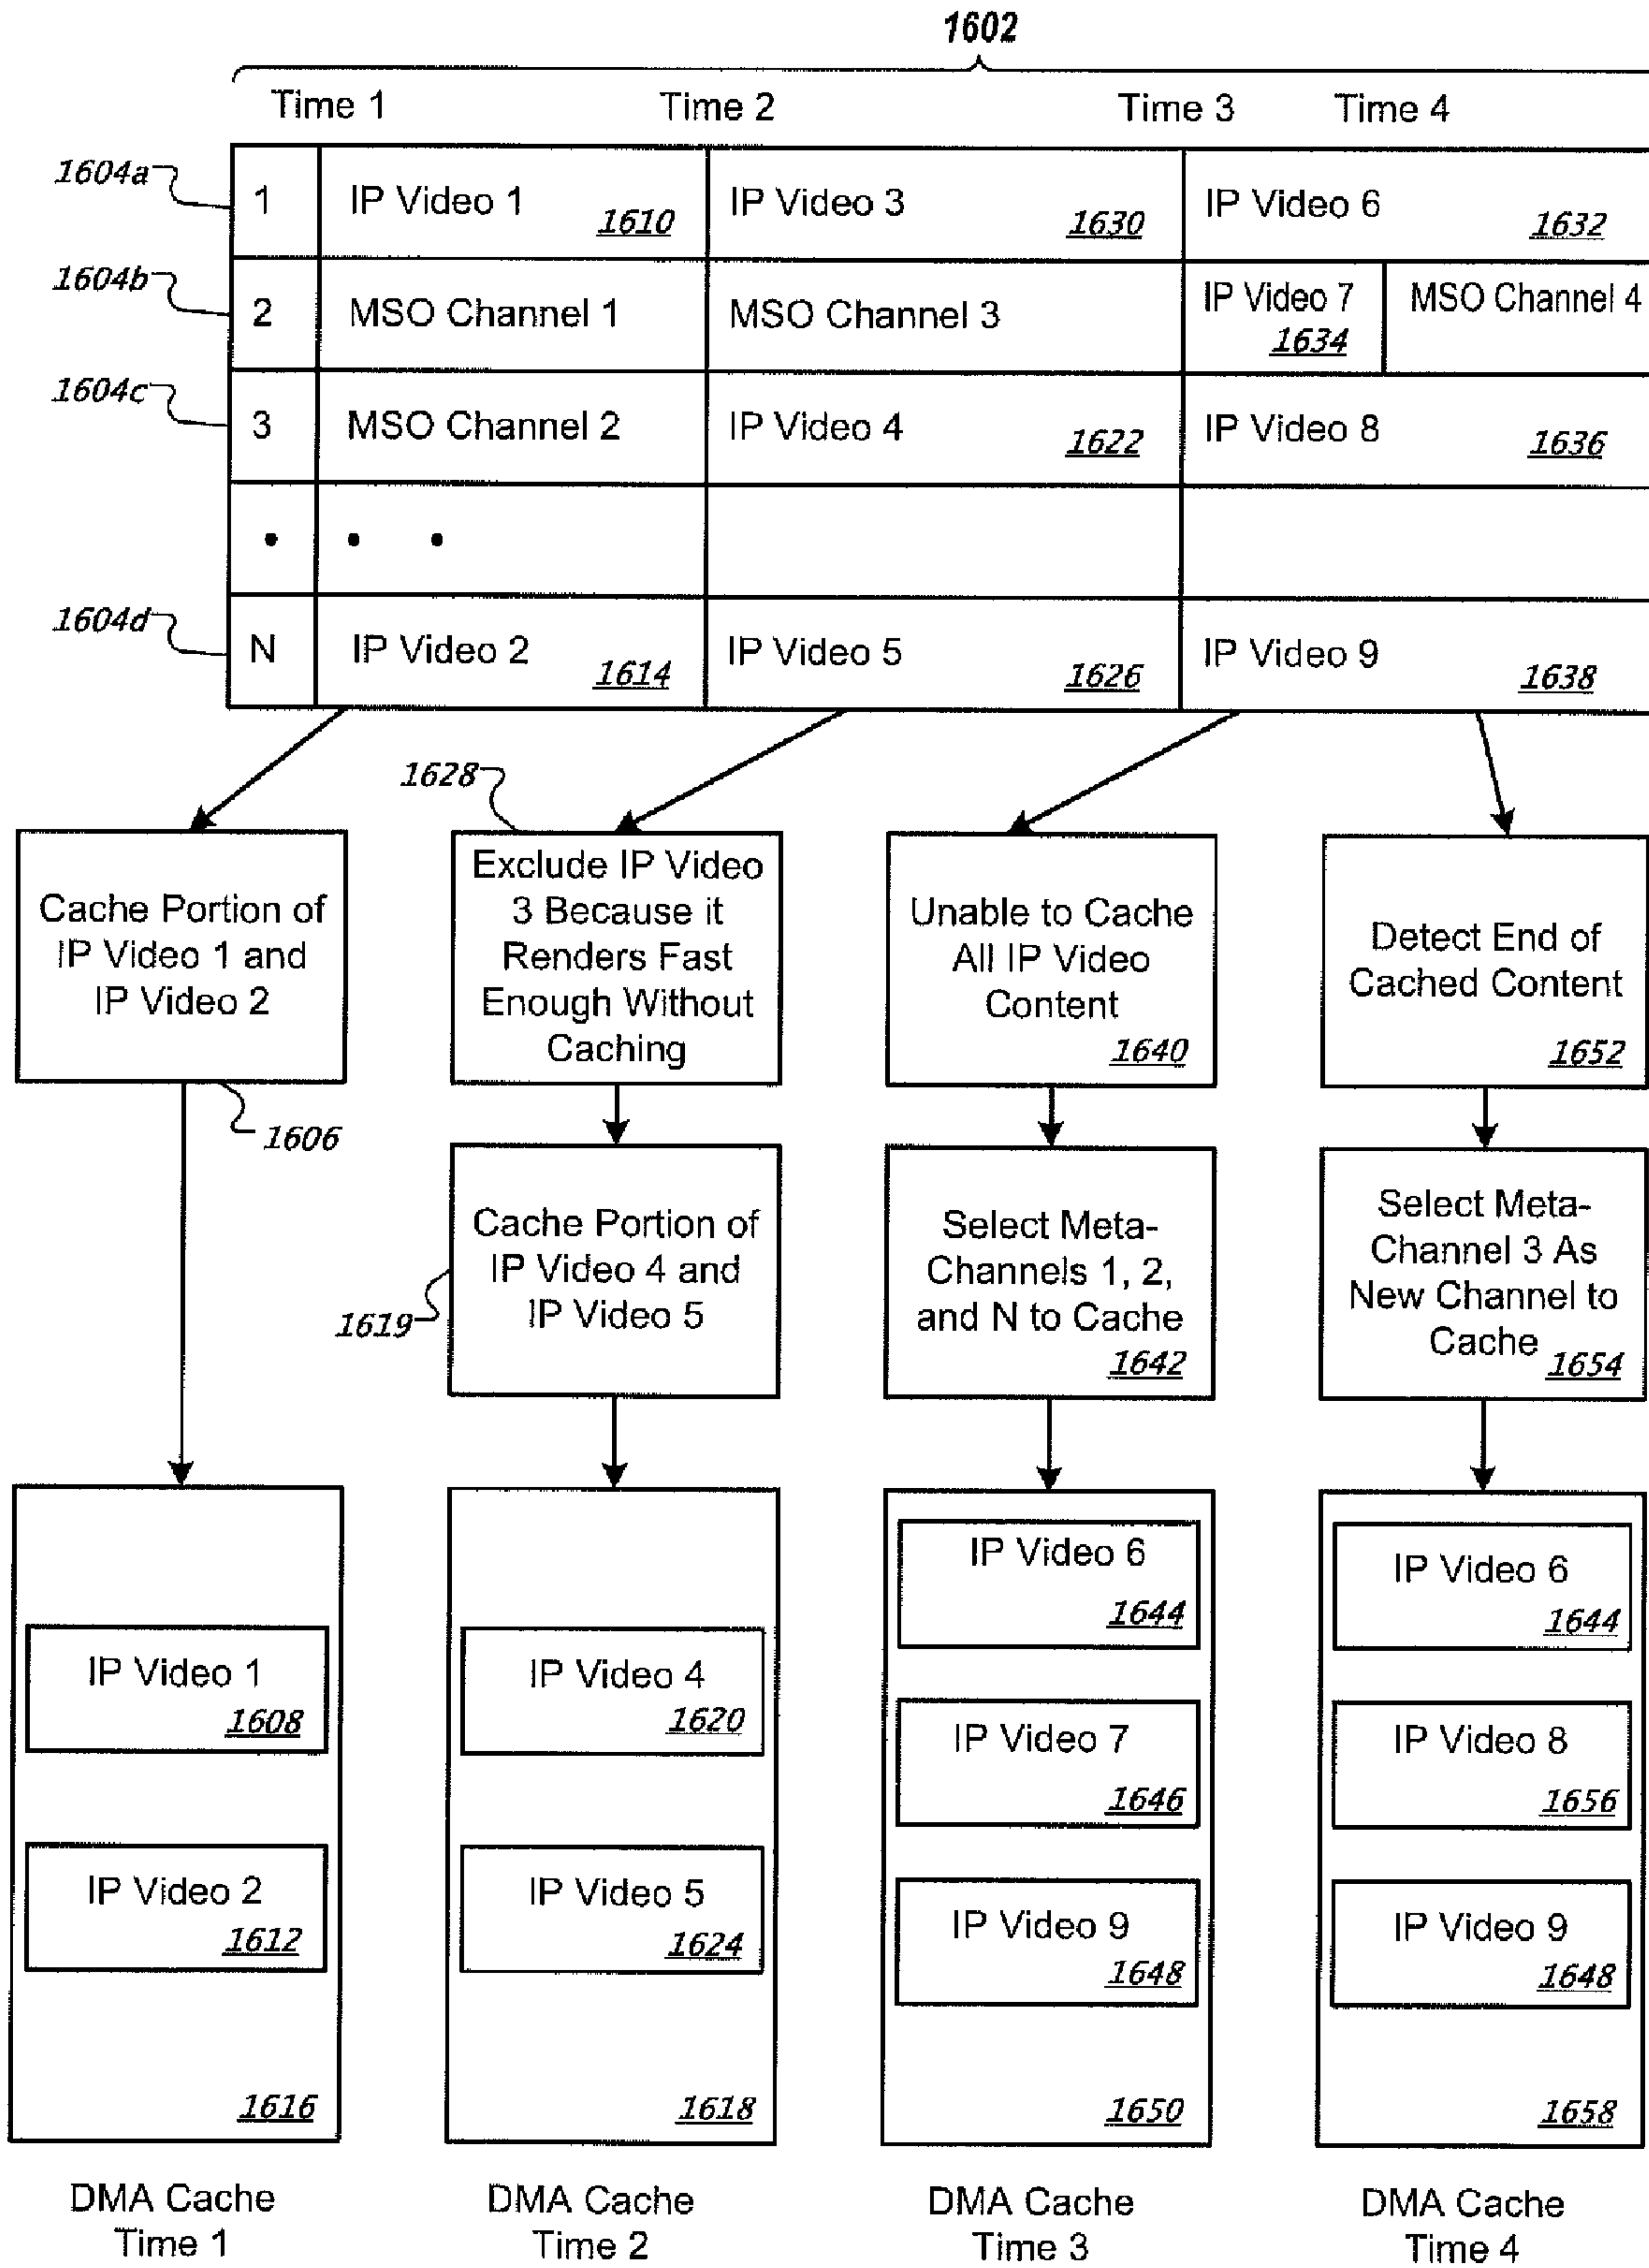 1602
Time 1 Time 2 Time 3 Time 4
1604a 1 IP Video 1 1610 IP Video 3 1630 IP Video 6 1632
1604b 2 MSO Channel 1 MSO Channel 3 IP Video 7 1634 MSO Channel 4
1604c 3 MSO Channel 2 IP Video 4 1622 IP Video 8 1636
1604d N IP Video 2 1614 IP Video 5 1626 IP Video 9 1638
Cache Portion of
IP Video 1 and
IP Video 2
1606
1628
Exclude IP Video
3 Because it
Renders Fast
Enough Without
Caching
Unable to Cache
All IP Video
Content
1640
Detect End of
Cached Content
1652
1619
Cache Portion of
IP Video 4 and
IP Video 5
Select Meta-
Channels 1, 2,
and N to Cache
1642
Select Meta-
Channel 3 As
New Channel to
Cache 1654
IP Video 1
1608
IP Video 2
1612
1616
DMA Cache
Time 1
IP Video 4
1620
IP Video 5
1624
1618
DMA Cache
Time 2
IP Video 6
1644
IP Video 7
1646
IP Video 9
1648
1650
DMA Cache
Time 3
IP Video 6
1644
IP Video 8
1656
IP Video 9
1648
1658
DMA Cache
Time 4